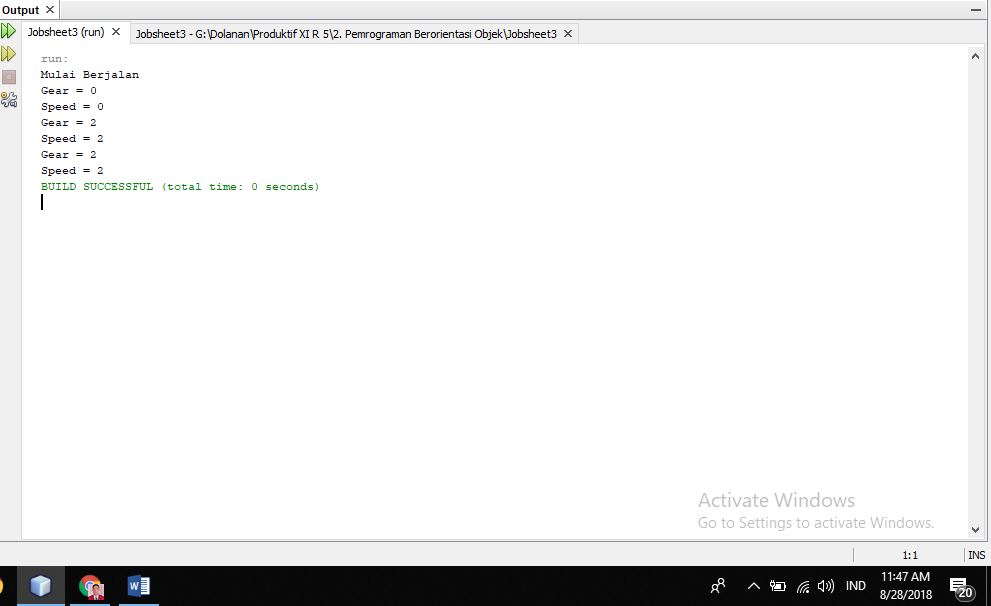 Output
Jobsheet3 (run)
Jobsheet3 - G:\Dolanan\Produktif XI R 5\2. Pemrograman Berorientasi Objek\Jobsheet3
run:
Mulai Berjalan
Gear = 0
Speed = 0
Gear = 2
Speed = 2
Gear = 2
Speed = 2
BUILD SUCCESSFUL (total time: 0 seconds)
Activate Windows
Go to Settings to activate Windows.
1:1
INS
W
IND
11:47 AM
8/28/2018
20